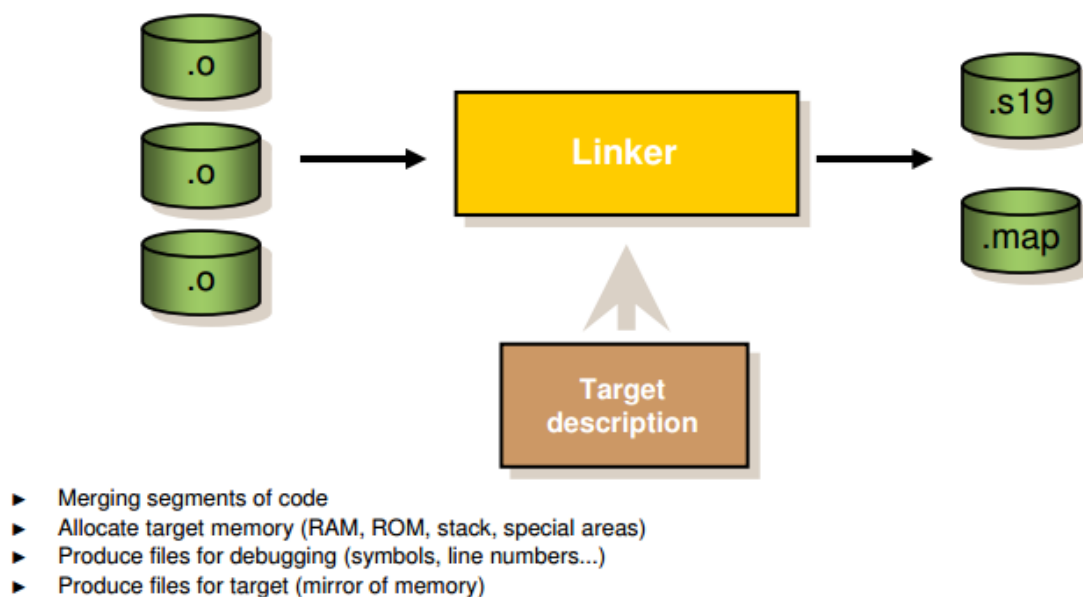 .o
.o
.o
Linker
.s19
.map
Target
description
► Merging segments of code
► Allocate target memory (RAM, ROM, stack, special areas)
► Produce files for debugging (symbols, line numbers...)
► Produce files for target (mirror of memory)